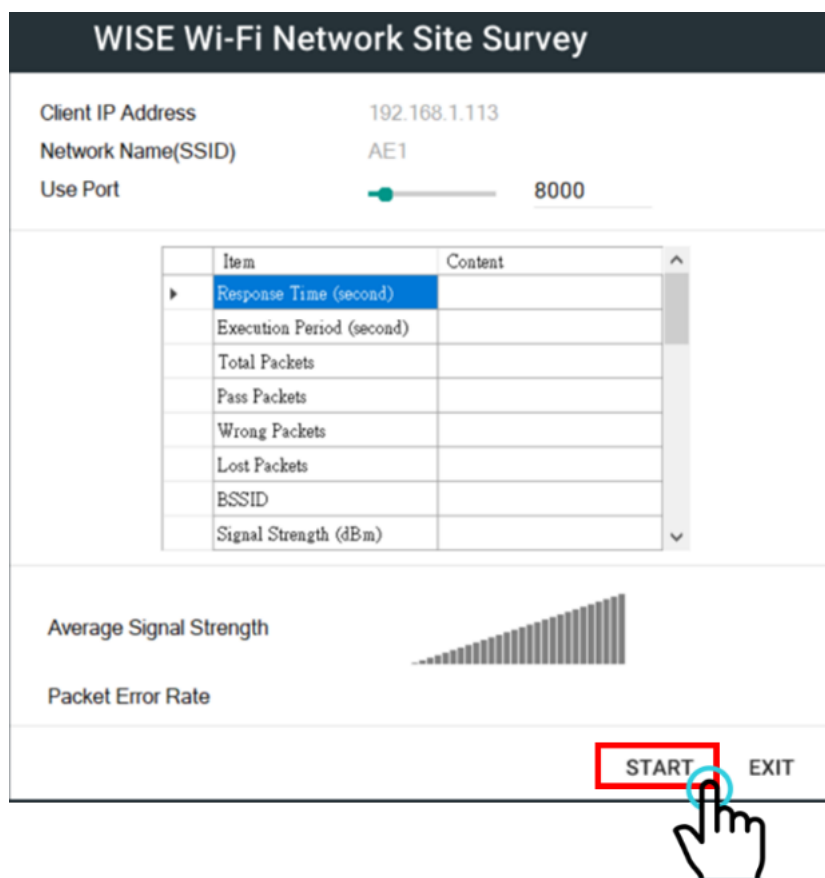 WISE Wi-Fi Network Site Survey
Client IP Address 192.168.1.113
Network Name(SSID) AE1
Use Port 8000
Item Content
Response Time (second)
Execution Period (second)
Total Packets
Pass Packets
Wrong Packets
Lost Packets
BSSID
Signal Strength (dBm)
Average Signal Strength
Packet Error Rate
START EXIT